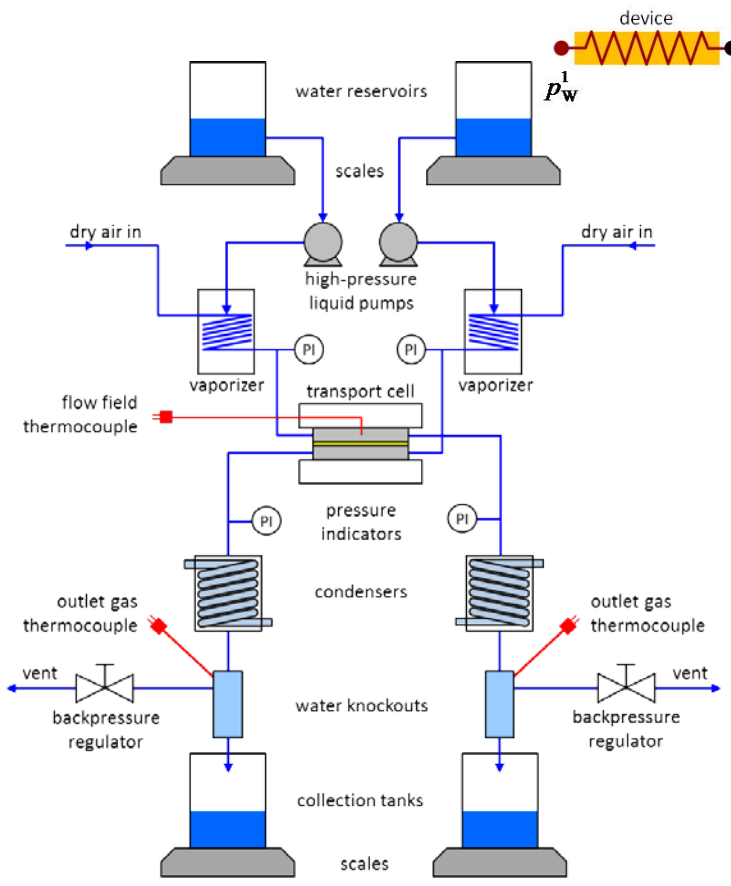 device
p_w^1
water reservoirs
scales
dry air in
dry air in
high-pressure
liquid pumps
PI
PI
vaporizer
vaporizer
transport cell
flow field
thermocouple
pressure
indicators
PI
PI
condensers
outlet gas
thermocouple
outlet gas
thermocouple
vent
vent
backpressure
regulator
water knockouts
backpressure
regulator
collection tanks
scales